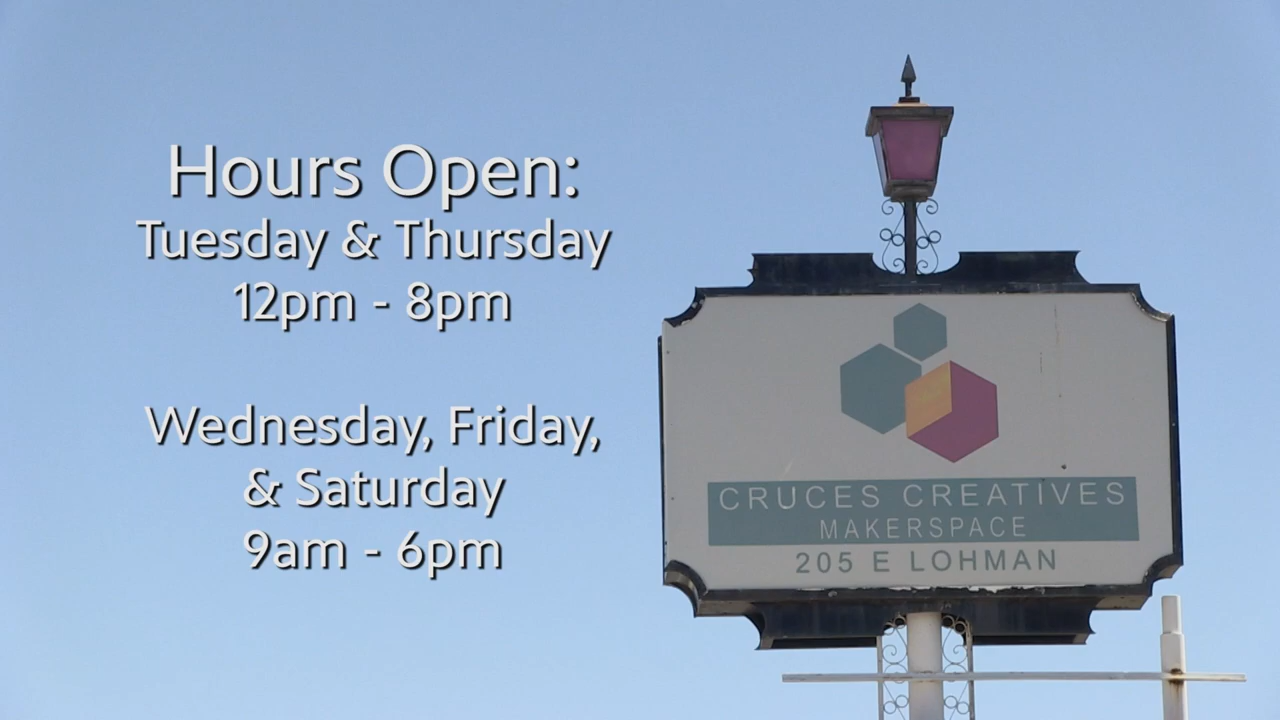 Hours Open:
Tuesday & Thursday
12pm - 8pm
Wednesday, Friday,
& Saturday
9am - 6pm
CRUCES CREATIVES
MAKERSPACE
205 E LOHMAN